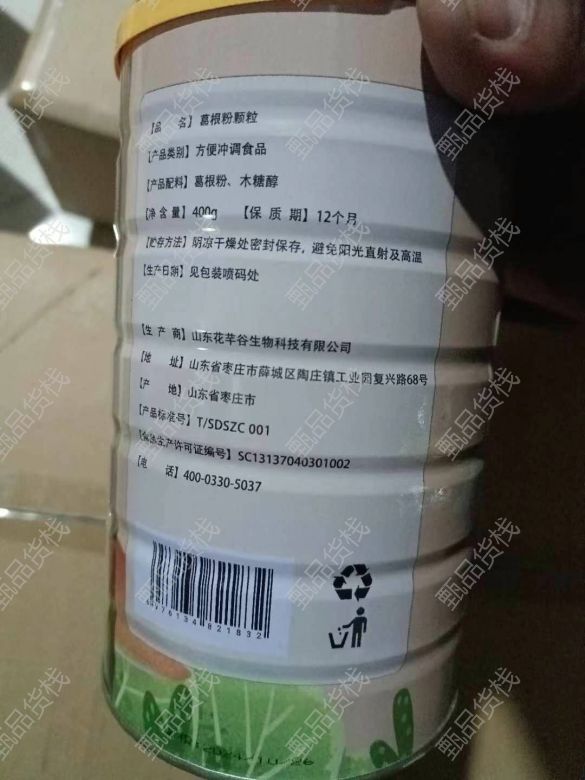 【品 名】葛根粉颗粒
【产品类别】方便冲调食品
【产品配料】葛根粉、木糖醇
【净含量】400g 【保质期】12个月
【贮存方法】阴凉干燥处密封保存，避免阳光直射及高温
【生产日期】见包装喷码处
【生产商】山东花芊谷生物科技有限公司
【地 址】山东省枣庄市薛城区陶庄镇工业园复兴路68号
【产 地】山东省枣庄市
【产品标准号】T/SDSZC 001
【食品生产许可证编号】SC13137040301002
【电 话】400-0330-5037
821832
甄品货栈